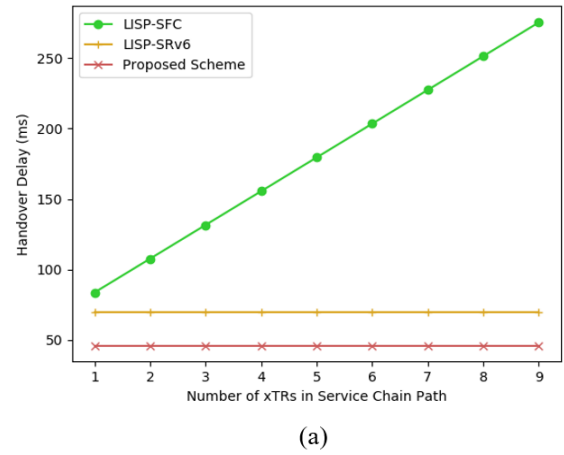 LISP-SFC
LISP-SRv6
Proposed Scheme
Handover Delay (ms)
250
200
150
100
50
1 2 3 4 5 6 7 8 9
Number of xTRs in Service Chain Path
(a)